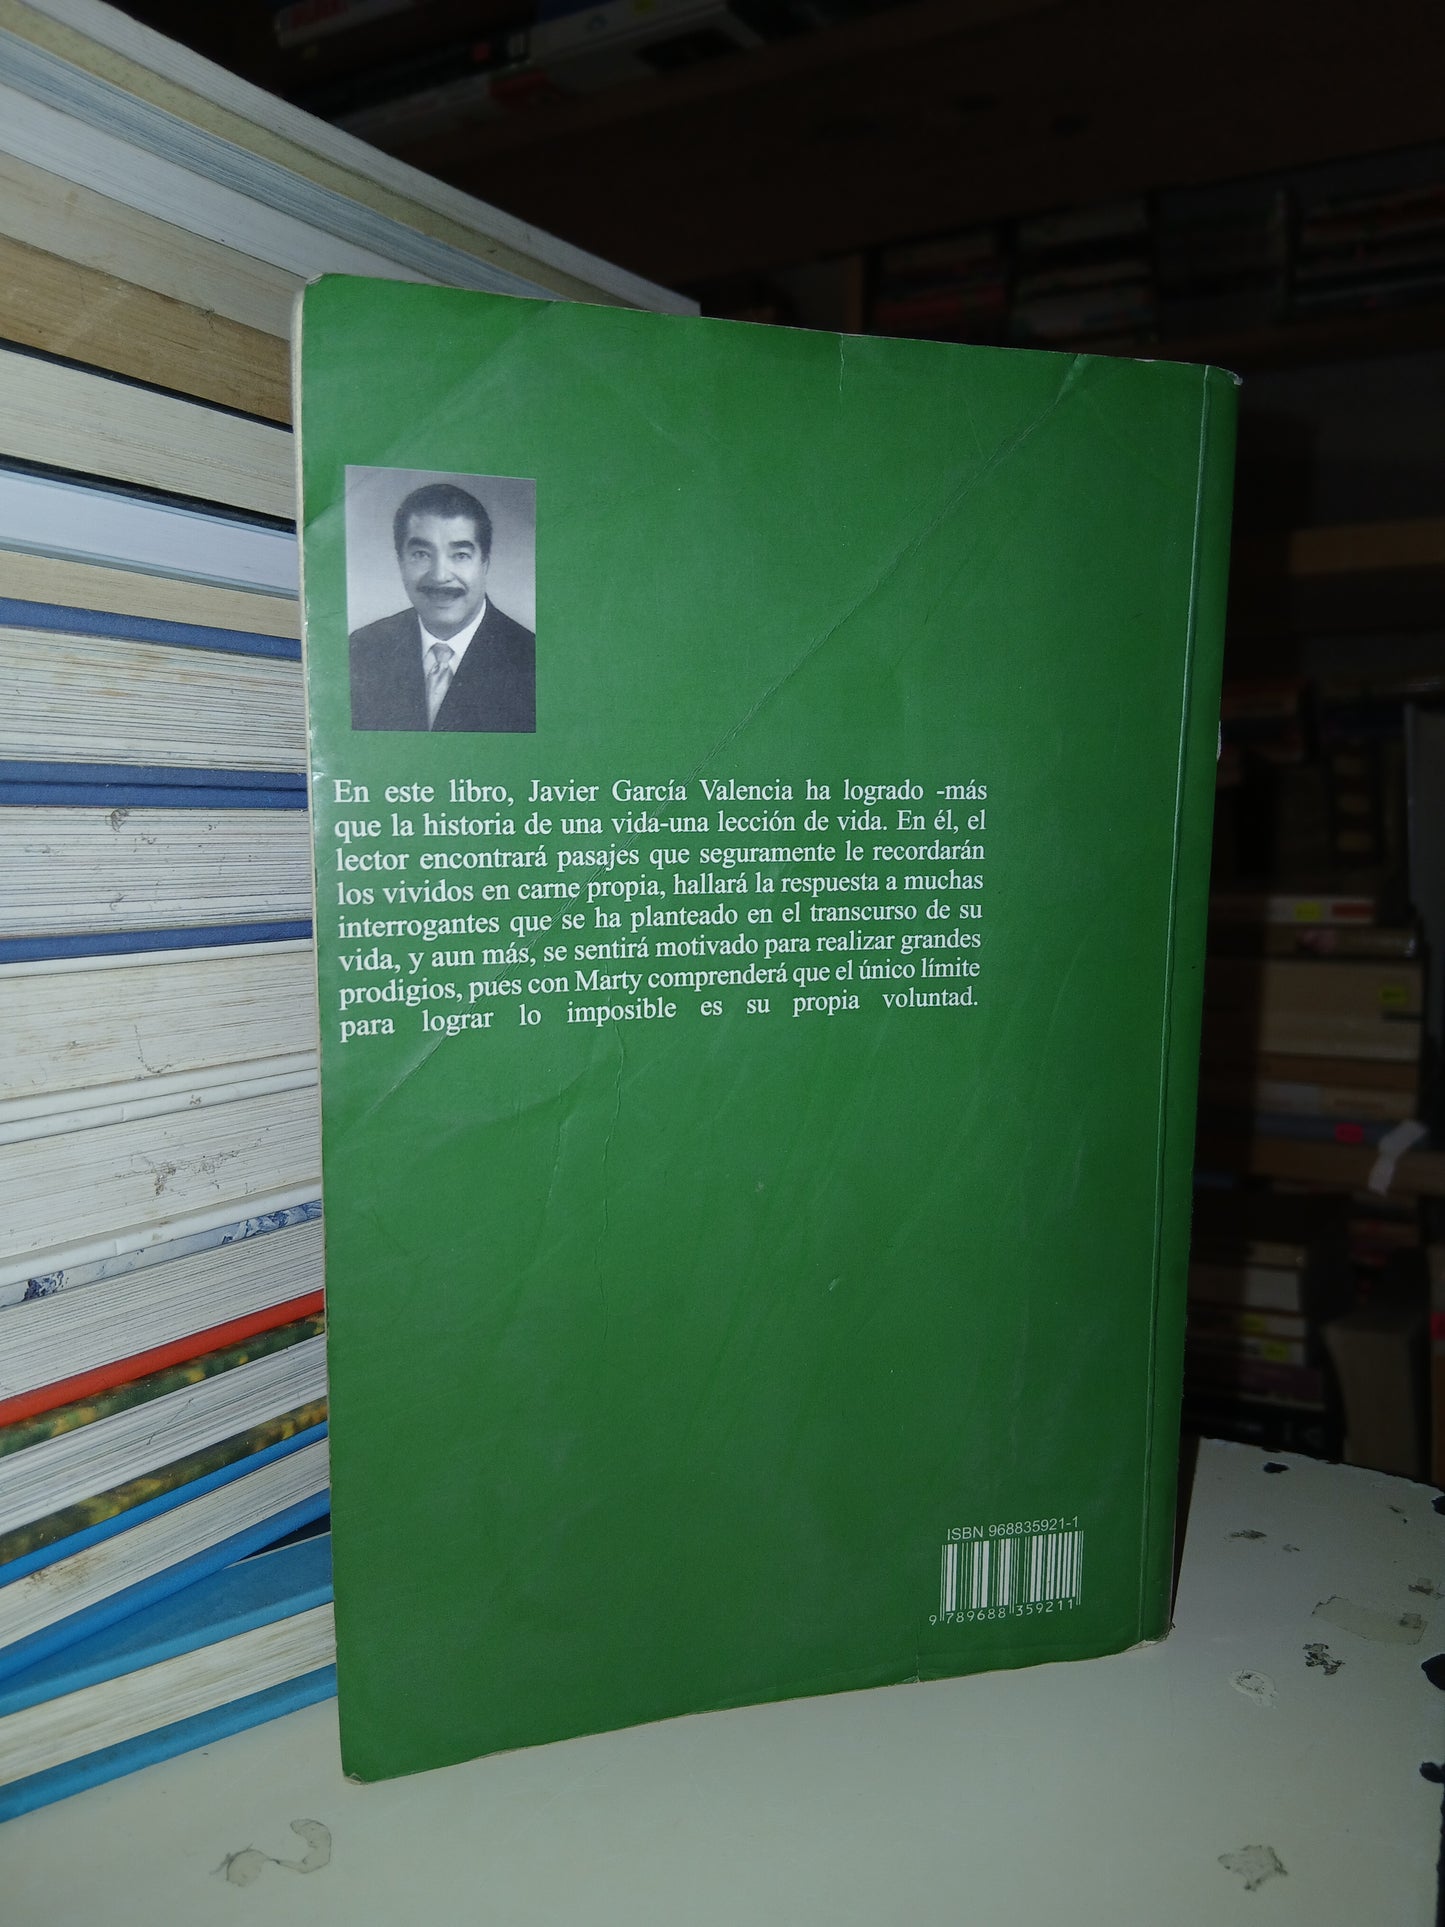 En este libro, Javier García Valencia ha logrado -más
que la historia de una vida-una lección de vida. En él, el
lector encontrará pasajes que seguramente le recordarán
los vividos en carne propia, hallará la respuesta a muchas
interrogantes que se ha planteado en el transcurso de su
vida, y aun más, se sentirá motivado para realizar grandes
prodigios, pues con Marty comprenderá que el único límite
para lograr lo imposible es su propia voluntad.
ISBN 968835921-1
9 789688 359211